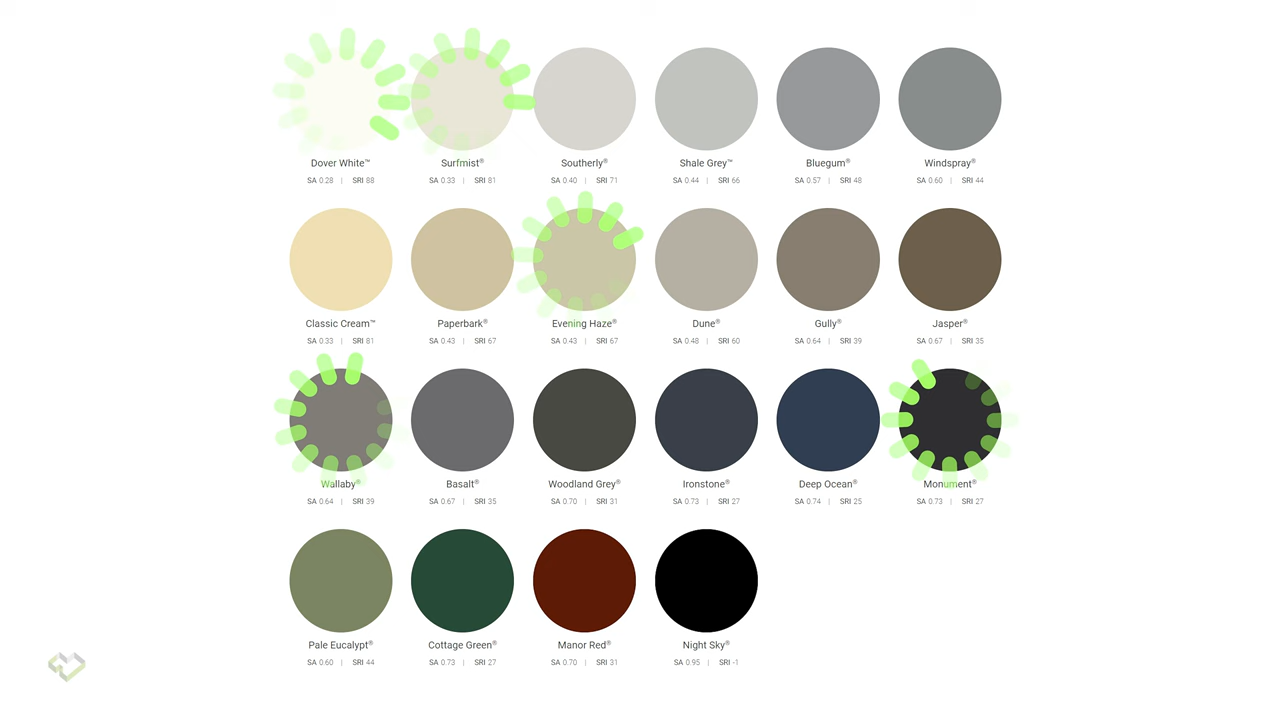 Dover White™
Surfmist®
Southerly®
Shale Grey™
Bluegum®
Windspray®
SA 0.28 | SRI 88
SA 0.33 | SRI 81
SA 0.40 | SRI 71
SA 0.44 | SRI 66
SA 0.57 | SRI 48
SA 0.60 | SRI 44
Classic Cream™
Paperbark®
Evening Haze®
Dune®
Gully®
Jasper®
SA 0.33 | SRI 81
SA 0.43 | SRI 67
SA 0.43 | SRI 67
SA 0.48 | SRI 60
SA 0.64 | SRI 39
SA 0.67 | SRI 35
Wallaby®
Basalt®
Woodland Grey®
Ironstone®
Deep Ocean®
Monument®
SA 0.64 | SRI 39
SA 0.67 | SRI 35
SA 0.70 | SRI 31
SA 0.73 | SRI 27
SA 0.74 | SRI 25
SA 0.73 | SRI 27
Pale Eucalypt®
Cottage Green®
Manor Red®
Night Sky®
SA 0.60 | SRI 44
SA 0.73 | SRI 27
SA 0.70 | SRI 31
SA 0.95 | SRI -1